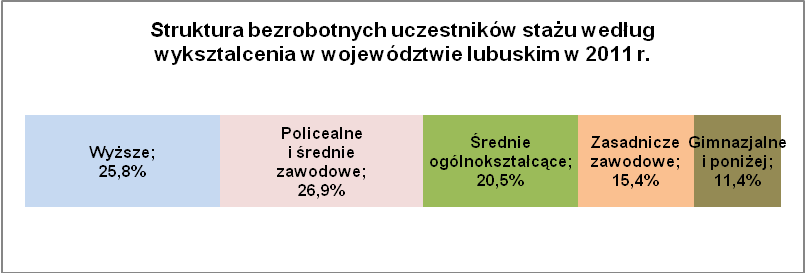 Struktura bezrobotnych uczestników stażu według
wyksztalcenia w województwie lubuskim w 2011 r.
Wyższe;
25,8%
Policealne
i średnie
zawodowe;
26,9%
Średnie
ogólnokształcące;
20,5%
Zasadnicze
zawodowe;
15,4%
Gimnazjalne
i poniżej;
11,4%